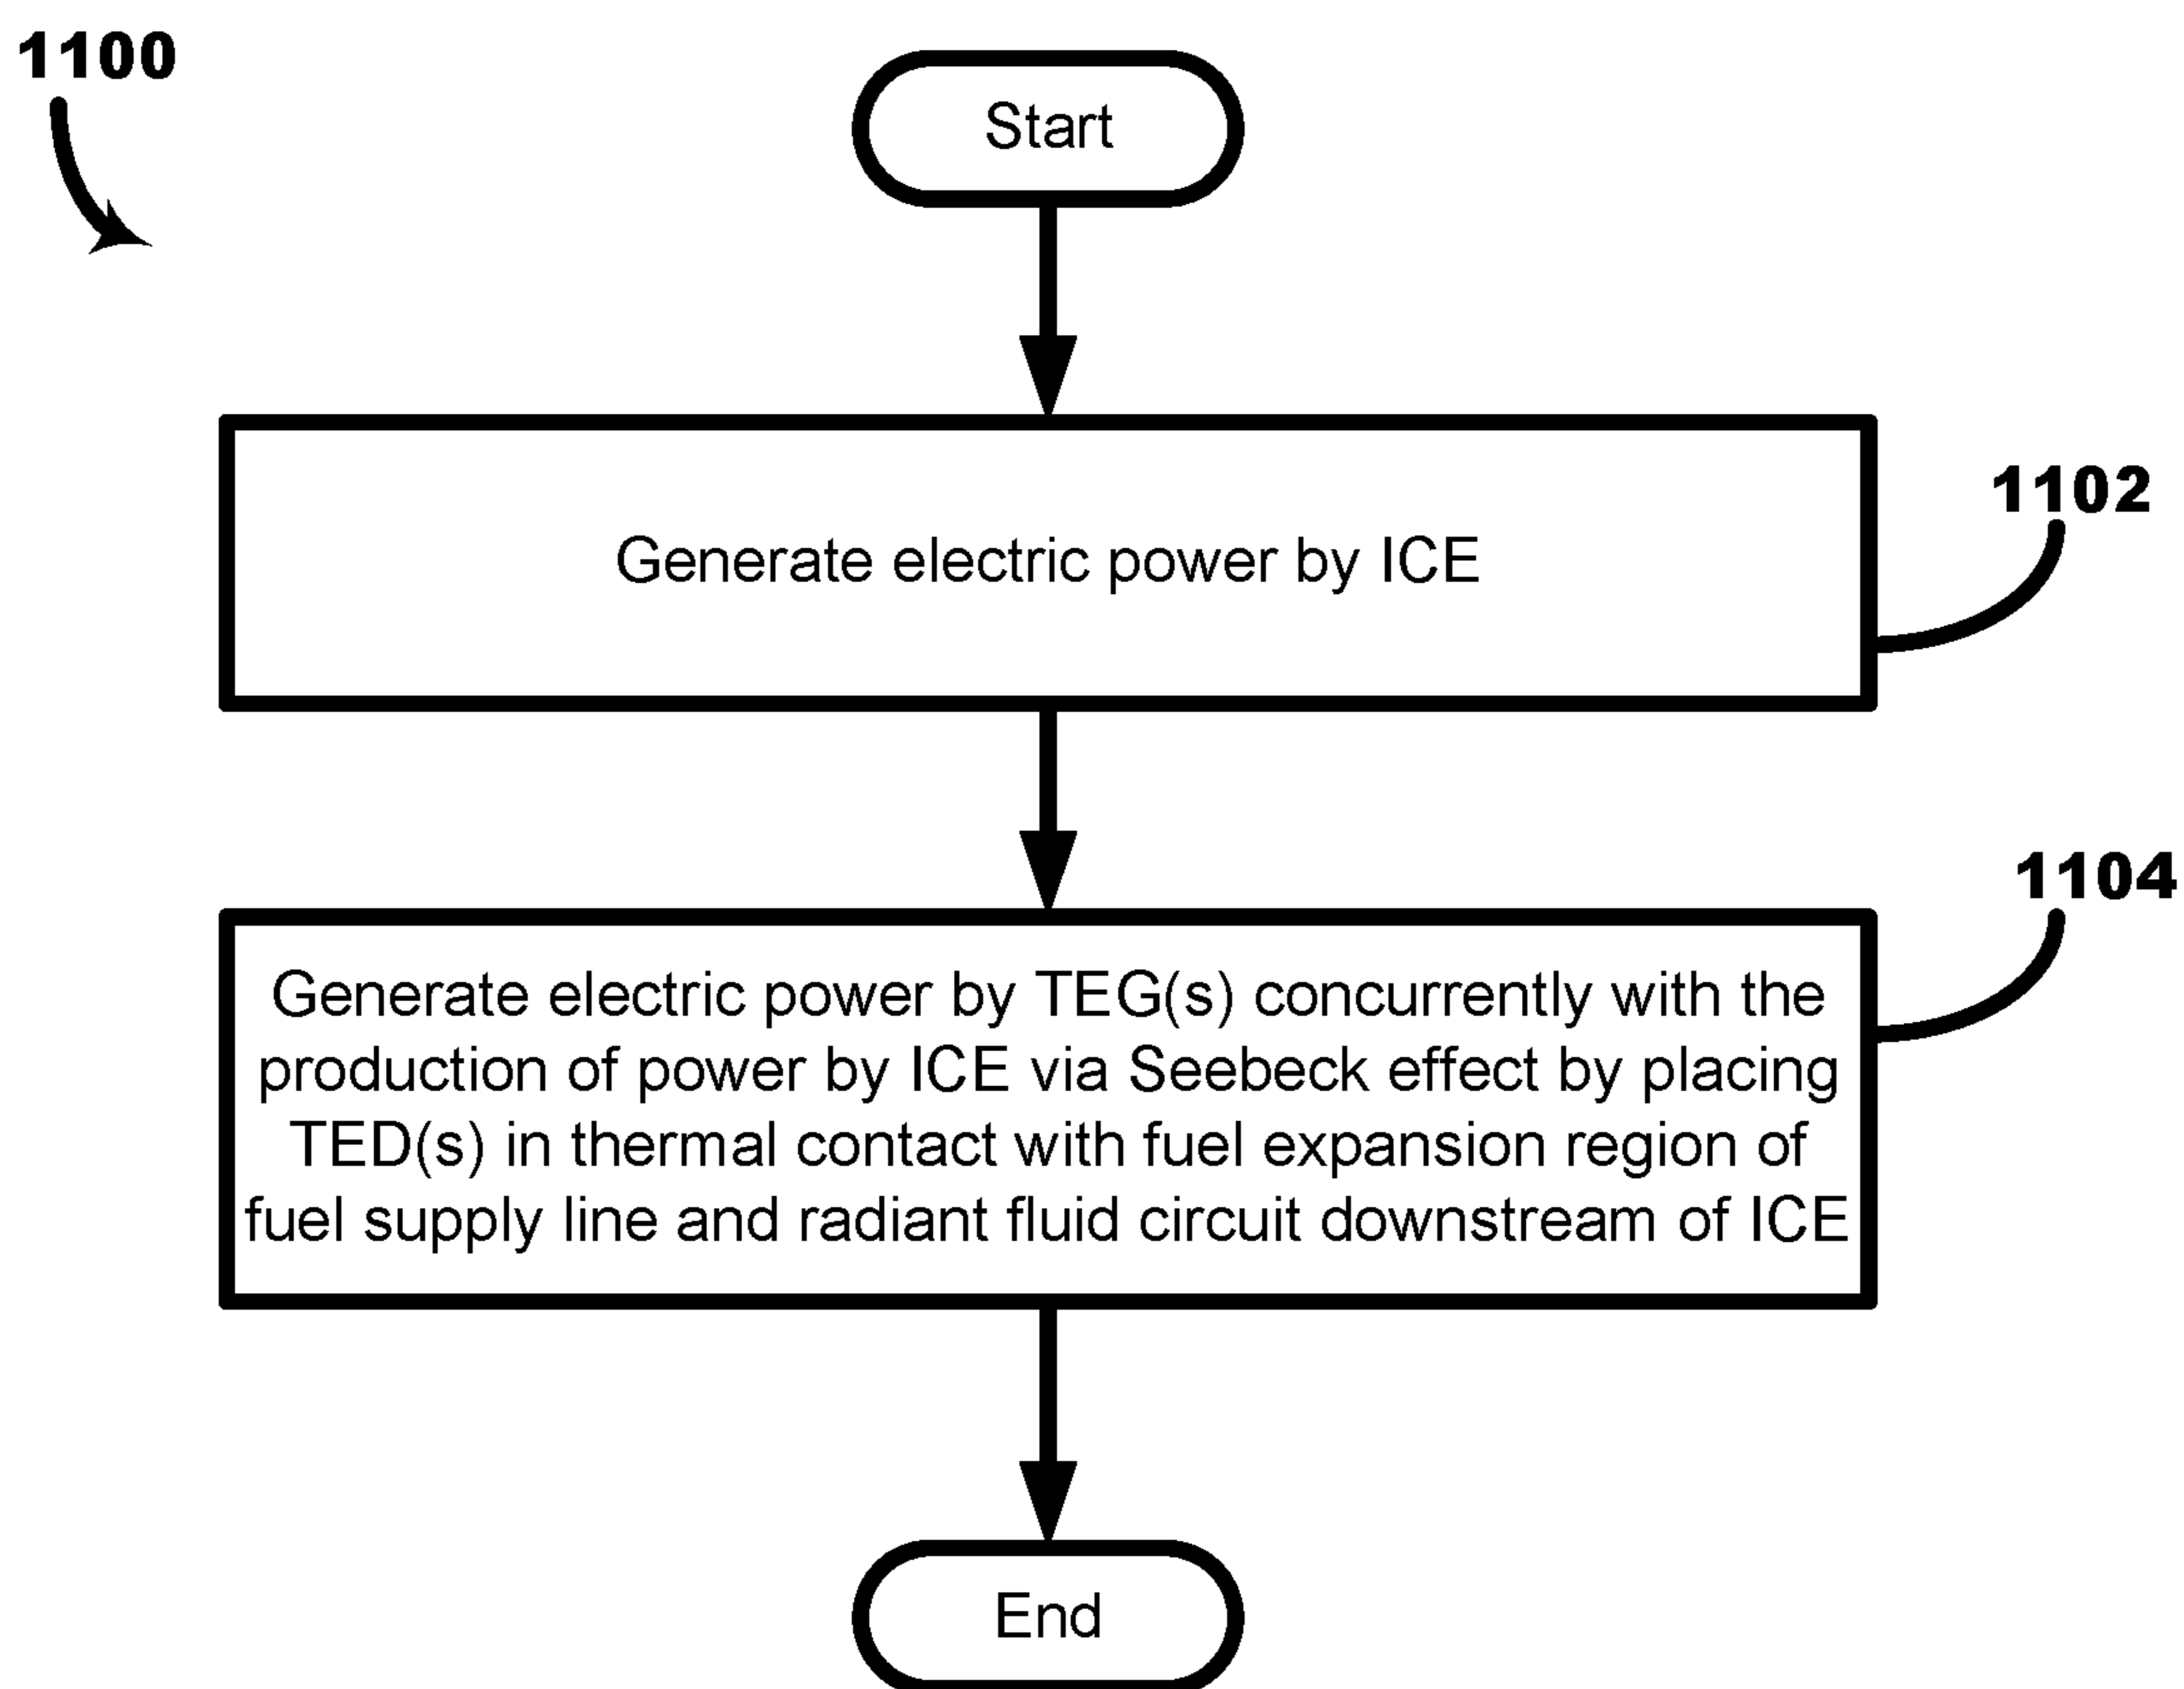 1100
Start
Generate electric power by ICE
1102
1104
Generate electric power by TEG(s) concurrently with the
production of power by ICE via Seebeck effect by placing
TED(s) in thermal contact with fuel expansion region of
fuel supply line and radiant fluid circuit downstream of ICE
End